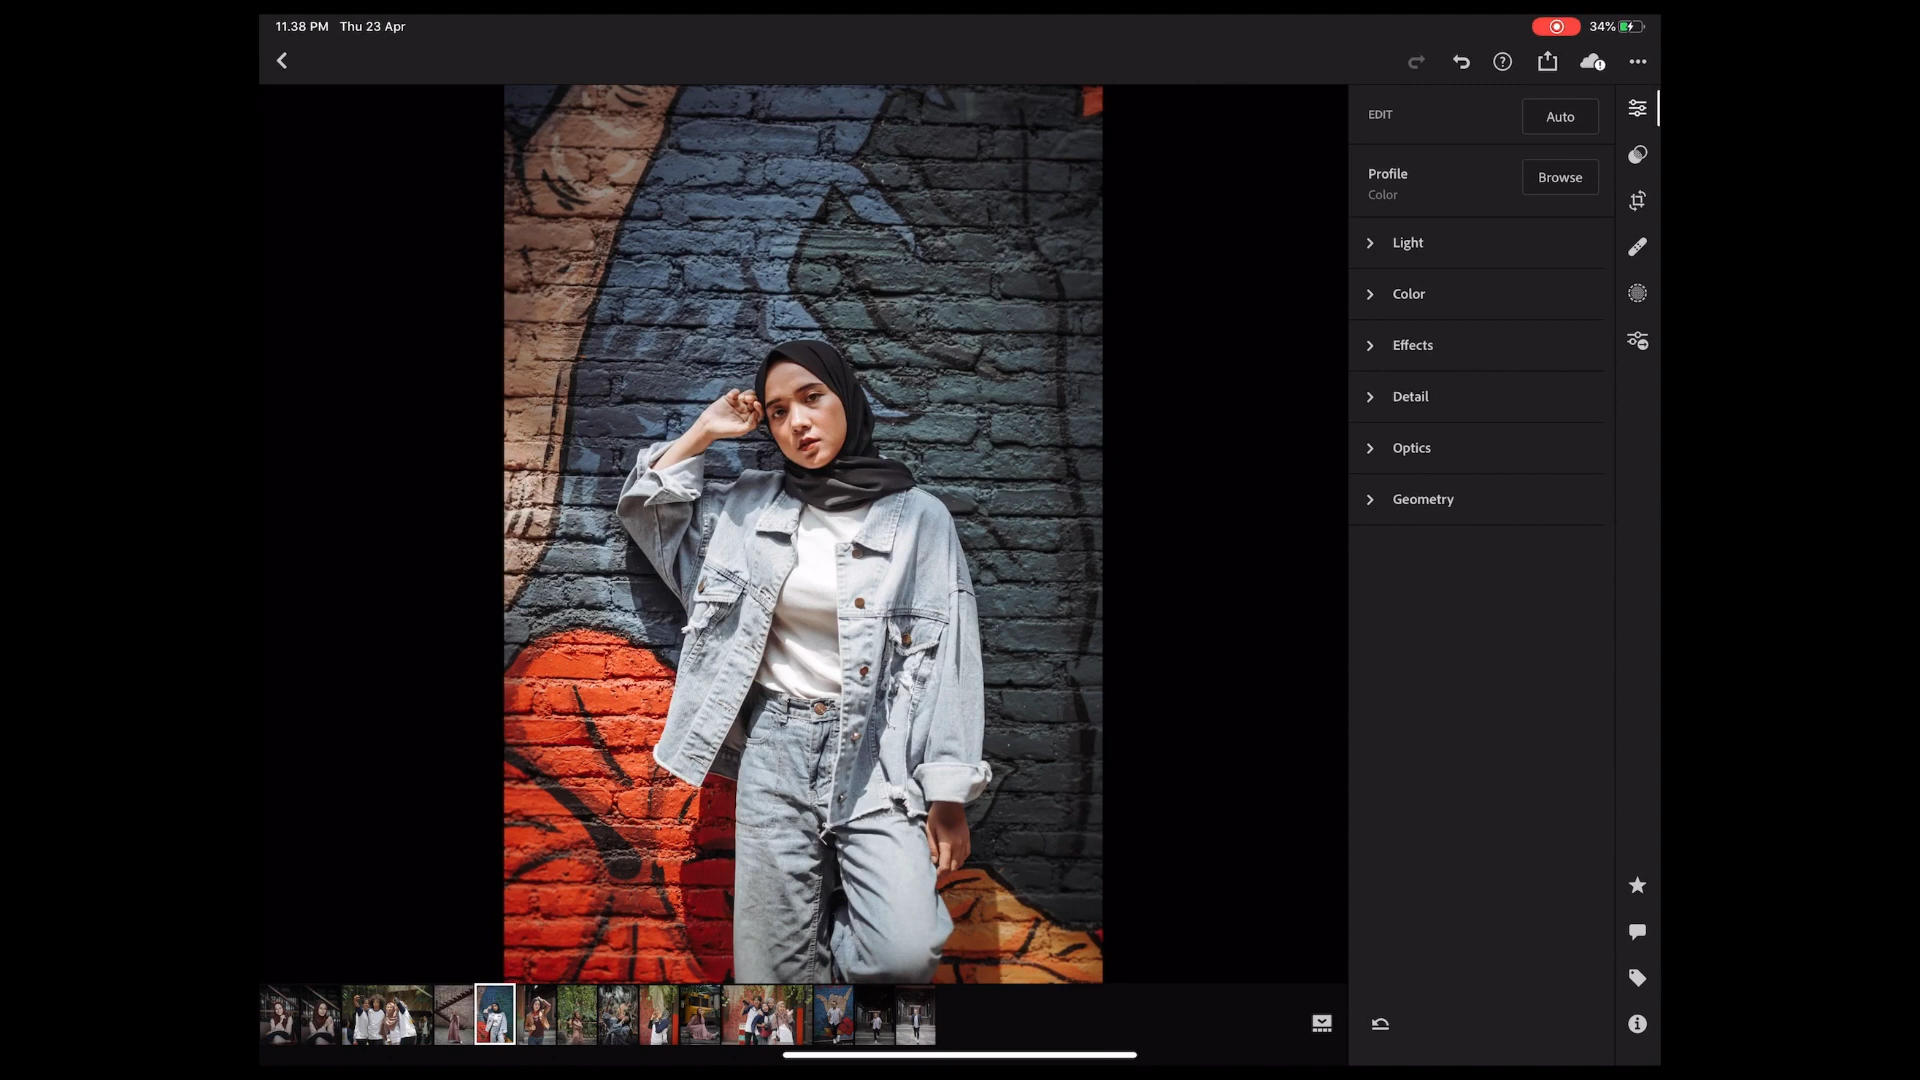 11.38 PM Thu 23 Apr
34%
EDIT
Auto
Profile
Color
Browse
Light
Color
Effects
Detail
Optics
Geometry